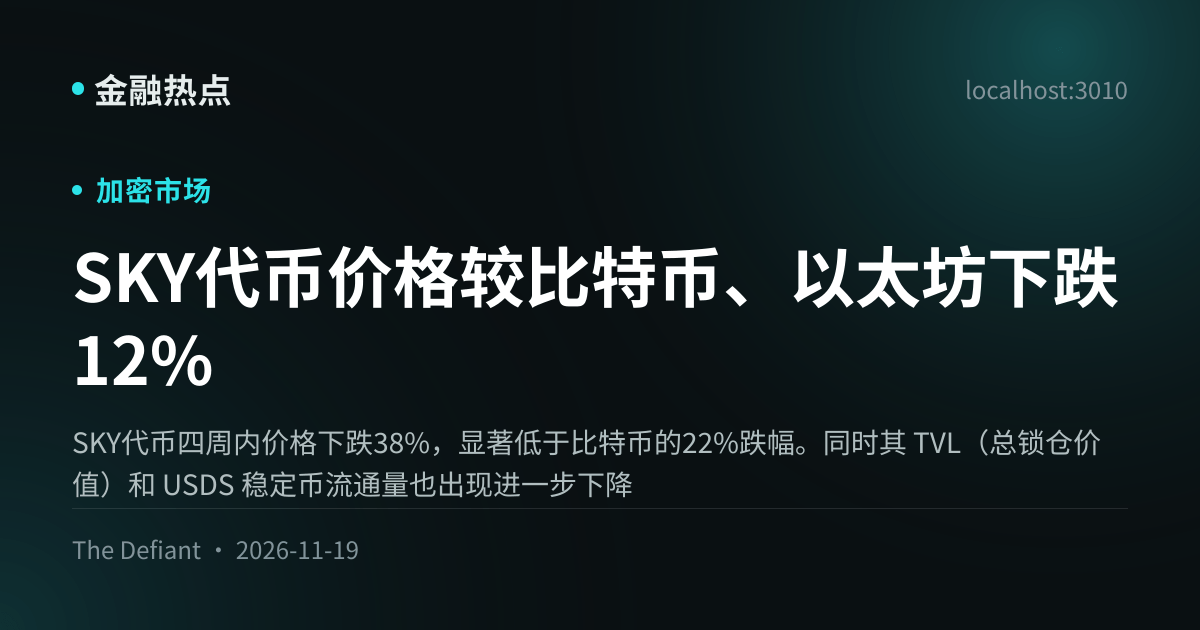 金融热点
localhost:3010
加密市场
SKY代币价格较比特币、以太坊下跌
12%
SKY代币四周内价格下跌38%，显著低于比特币的22%跌幅。同时其 TVL（总锁仓价
值）和 USDS 稳定币流通量也出现进一步下降
The Defiant · 2026-11-19